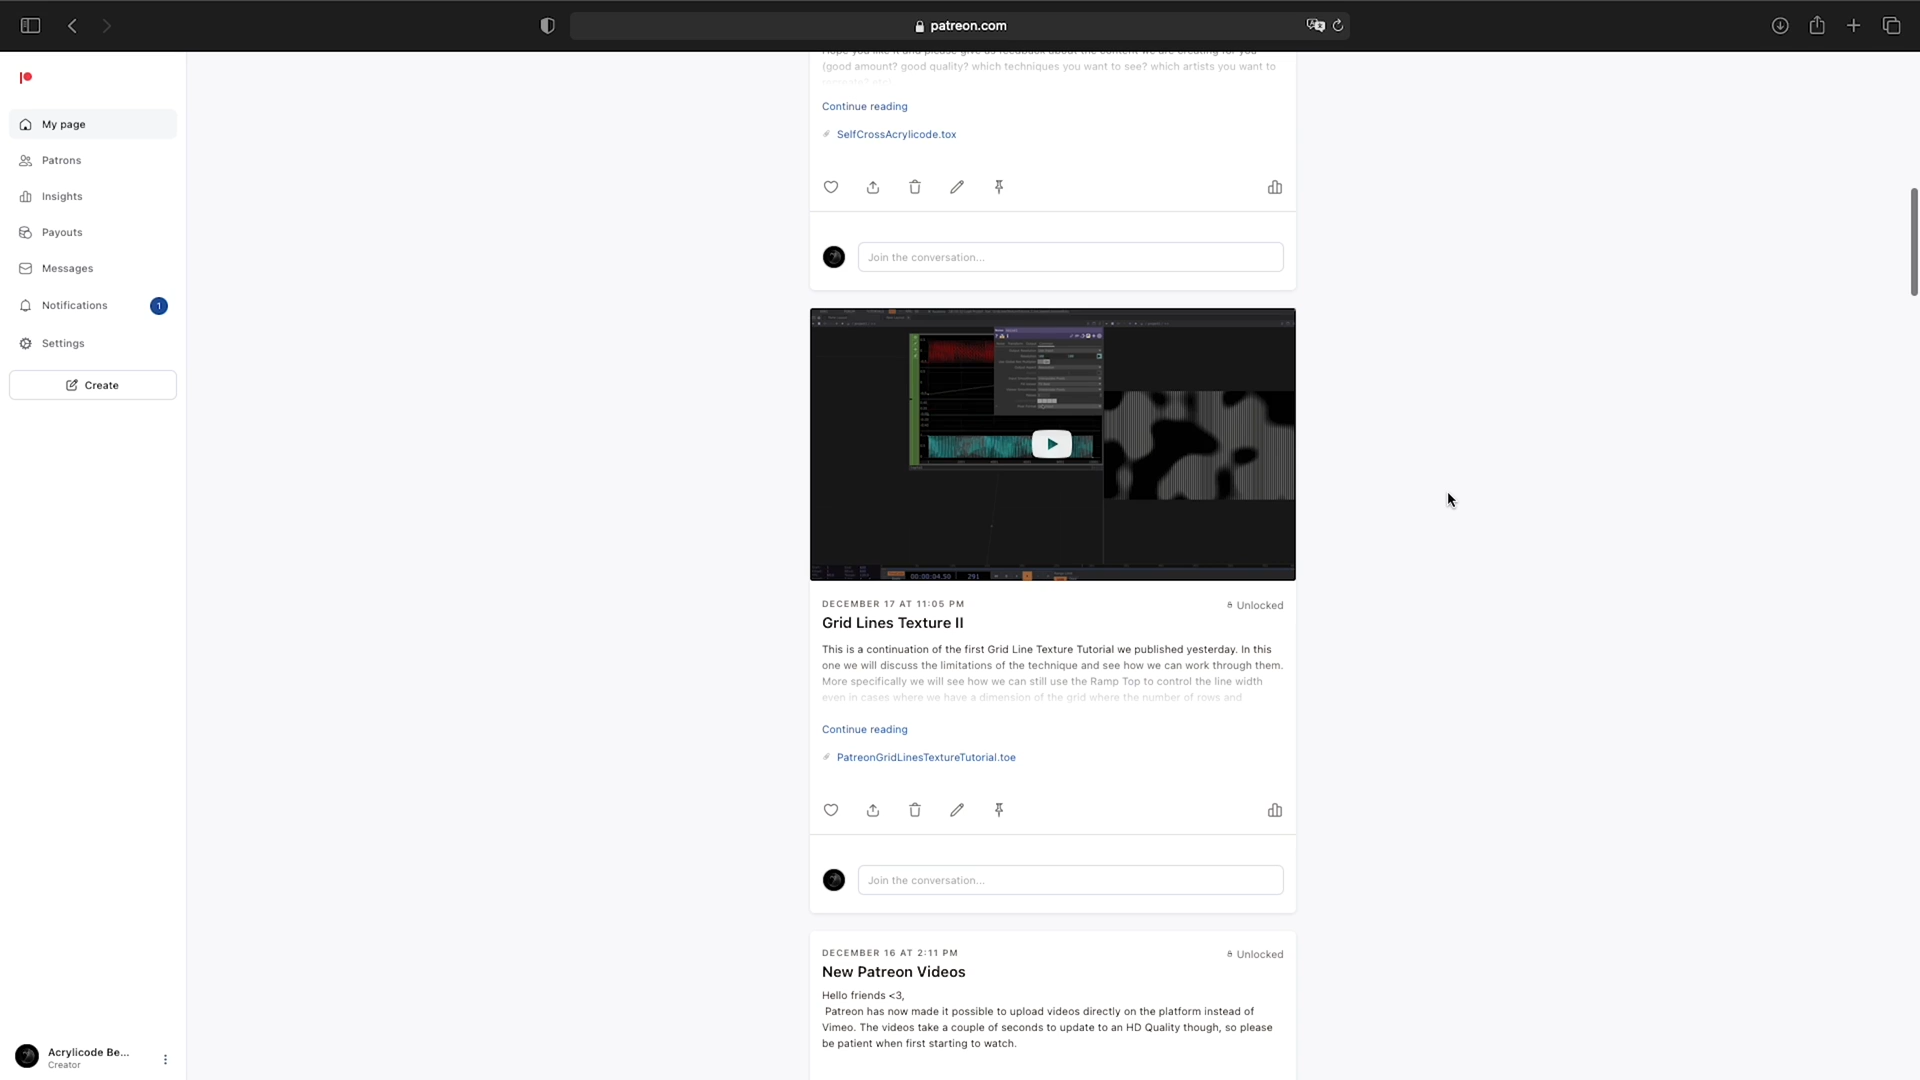 patreon.com
My page
Patrons
Insights
Payouts
Messages
Notifications
1
Settings
Create
(good amount? good quality? which techniques you want to see? which artists you want to
Continue reading
SelfCrossAcrylicode.tox
Join the conversation...
00:00:04.50 291
DECEMBER 17 AT 11:05 PM
Unlocked
Grid Lines Texture II
This is a continuation of the first Grid Line Texture Tutorial we published yesterday. In this
one we will discuss the limitations of the technique and see how we can work through them.
More specifically we will see how we can still use the Ramp Top to control the line width
even in cases where we have a dimension of the grid where the number of rows and
Continue reading
PatreonGridLinesTextureTutorial.toe
Join the conversation...
DECEMBER 16 AT 2:11 PM
Unlocked
New Patreon Videos
Hello friends <3,
Patreon has now made it possible to upload videos directly on the platform instead of
Vimeo. The videos take a couple of seconds to update to an HD Quality though, so please
be patient when first starting to watch.
Acrylicode Be...
Creator